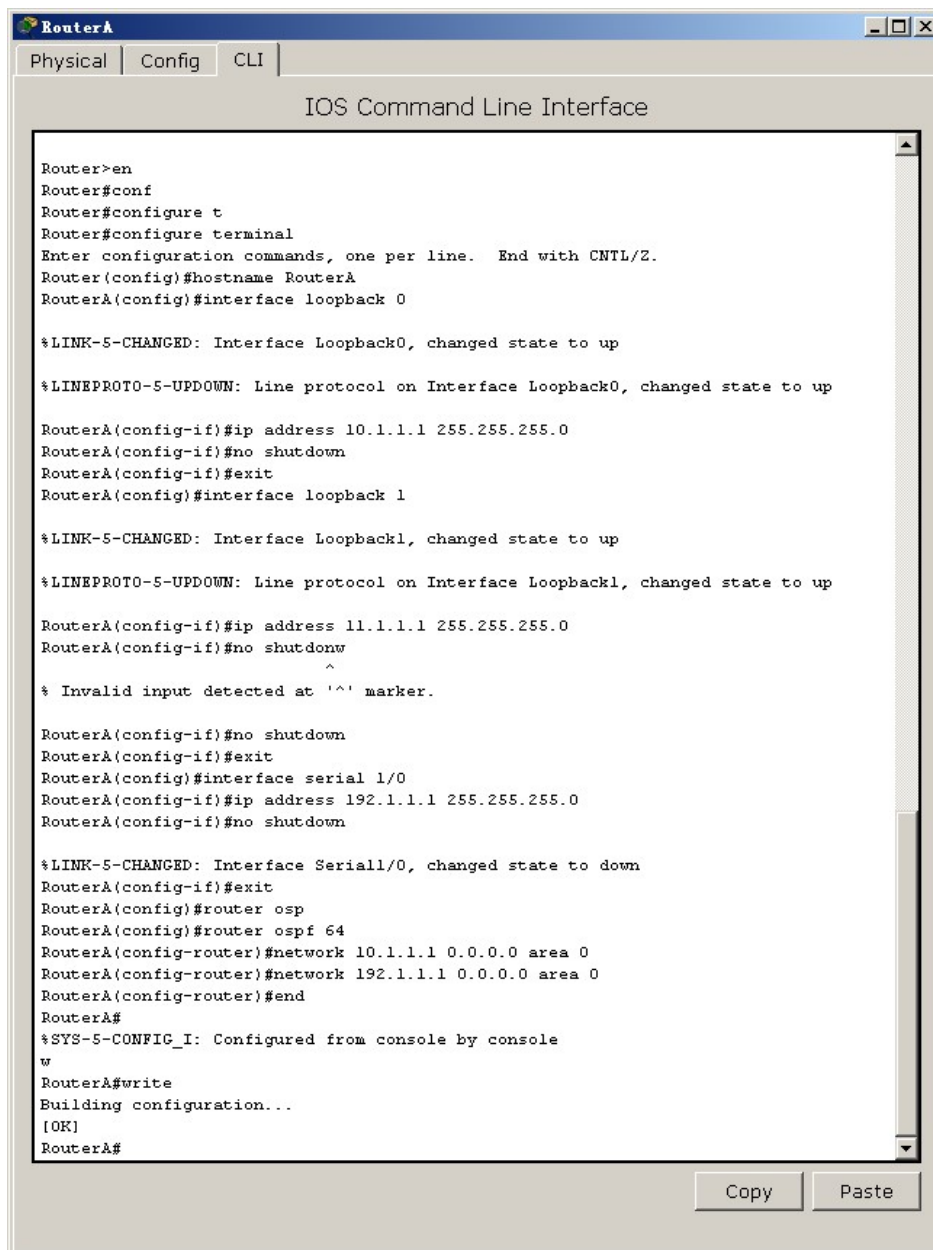 RouterA
Physical Config CLI
IOS Command Line Interface
Router>en
Router#conf
Router#configure t
Router#configure terminal
Enter configuration commands, one per line.  End with CNTL/Z.
Router(config)#hostname RouterA
RouterA(config)#interface loopback 0
%LINK-5-CHANGED: Interface Loopback0, changed state to up
%LINEPROTO-5-UPDOWN: Line protocol on Interface Loopback0, changed state to up
RouterA(config-if)#ip address 10.1.1.1 255.255.255.0
RouterA(config-if)#no shutdown
RouterA(config-if)#exit
RouterA(config)#interface loopback 1
%LINK-5-CHANGED: Interface Loopback1, changed state to up
%LINEPROTO-5-UPDOWN: Line protocol on Interface Loopback1, changed state to up
RouterA(config-if)#ip address 11.1.1.1 255.255.255.0
RouterA(config-if)#no shutdonw
^
% Invalid input detected at '^' marker.
RouterA(config-if)#no shutdown
RouterA(config-if)#exit
RouterA(config)#interface serial 1/0
RouterA(config-if)#ip address 192.1.1.1 255.255.255.0
RouterA(config-if)#no shutdown
%LINK-5-CHANGED: Interface Serial1/0, changed state to down
RouterA(config-if)#exit
RouterA(config)#router osp
RouterA(config)#router ospf 64
RouterA(config-router)#network 10.1.1.1 0.0.0.0 area 0
RouterA(config-router)#network 192.1.1.1 0.0.0.0 area 0
RouterA(config-router)#end
RouterA#
%SYS-5-CONFIG_I: Configured from console by console
w
RouterA#write
Building configuration...
[OK]
RouterA#
Copy Paste